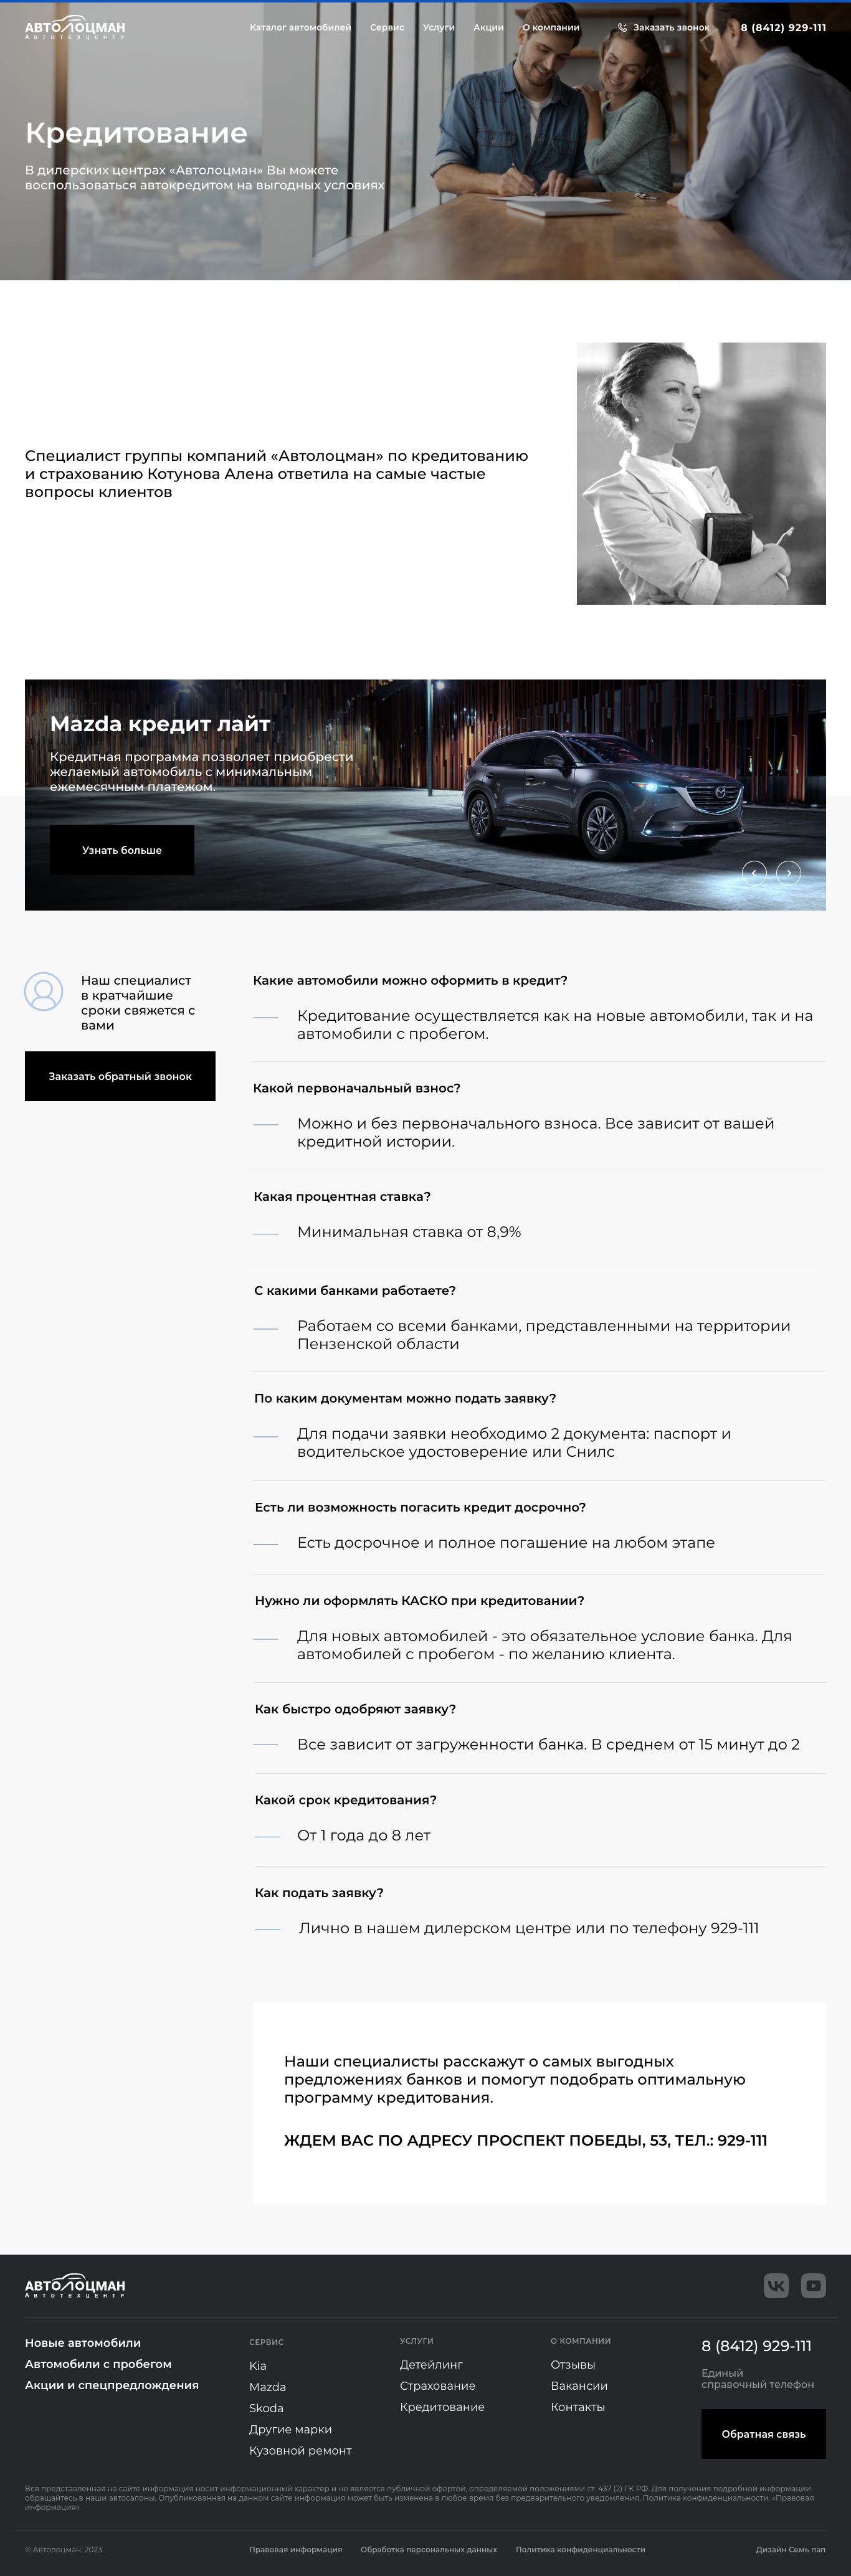 АВТОЛОЦМАН
АВТОТЕХЦЕНТР
Каталог автомобилей
Сервис
Услуги
Акции
О компании
Заказать звонок
8 (8412) 929-111
Кредитование
В дилерских центрах «Автолоцман» Вы можете
воспользоваться автокредитом на выгодных условиях
Специалист группы компаний «Автолоцман» по кредитованию
и страхованию Котунова Алена ответила на самые частые
вопросы клиентов
Mazda кредит лайт
Кредитная программа позволяет приобрести
желаемый автомобиль с минимальным
ежемесячным платежом.
Узнать больше
Наш специалист
в кратчайшие
сроки свяжется с
вами
Заказать обратный звонок
Какие автомобили можно оформить в кредит?
Кредитование осуществляется как на новые автомобили, так и на
автомобили с пробегом.
Какой первоначальный взнос?
Можно и без первоначального взноса. Все зависит от вашей
кредитной истории.
Какая процентная ставка?
Минимальная ставка от 8,9%
С какими банками работаете?
Работаем со всеми банками, представленными на территории
Пензенской области
По каким документам можно подать заявку?
Для подачи заявки необходимо 2 документа: паспорт и
водительское удостоверение или Снилс
Есть ли возможность погасить кредит досрочно?
Есть досрочное и полное погашение на любом этапе
Нужно ли оформлять КАСКО при кредитовании?
Для новых автомобилей - это обязательное условие банка. Для
автомобилей с пробегом - по желанию клиента.
Как быстро одобряют заявку?
Все зависит от загруженности банка. В среднем от 15 минут до 2
Какой срок кредитования?
От 1 года до 8 лет
Как подать заявку?
Лично в нашем дилерском центре или по телефону 929-111
Наши специалисты расскажут о самых выгодных
предложениях банков и помогут подобрать оптимальную
программу кредитования.
ЖДЕМ ВАС ПО АДРЕСУ ПРОСПЕКТ ПОБЕДЫ, 53, ТЕЛ.: 929-111
АВТОЛОЦМАН
АВТОТЕХЦЕНТР
Новые автомобили
Автомобили с пробегом
Акции и спецпредлождения
СЕРВИС
Kia
Mazda
Skoda
Другие марки
Кузовной ремонт
УСЛУГИ
Детейлинг
Страхование
Кредитование
О КОМПАНИИ
Отзывы
Вакансии
Контакты
8 (8412) 929-111
Единый
справочный телефон
Обратная связь
Вся представленная на сайте информация носит информационный характер и не является публичной офертой, определяемой положениями ст. 437 (2) ГК РФ. Для получения подробной информации
обращайтесь в наши автосалоны. Опубликованная на данном сайте информация может быть изменена в любое время без предварительного уведомления. Политика конфиденциальности. «Правовая
информация».
© Автолоцман, 2023
Правовая информация
Обработка персональных данных
Политика конфиденциальности
Дизайн Семь пап